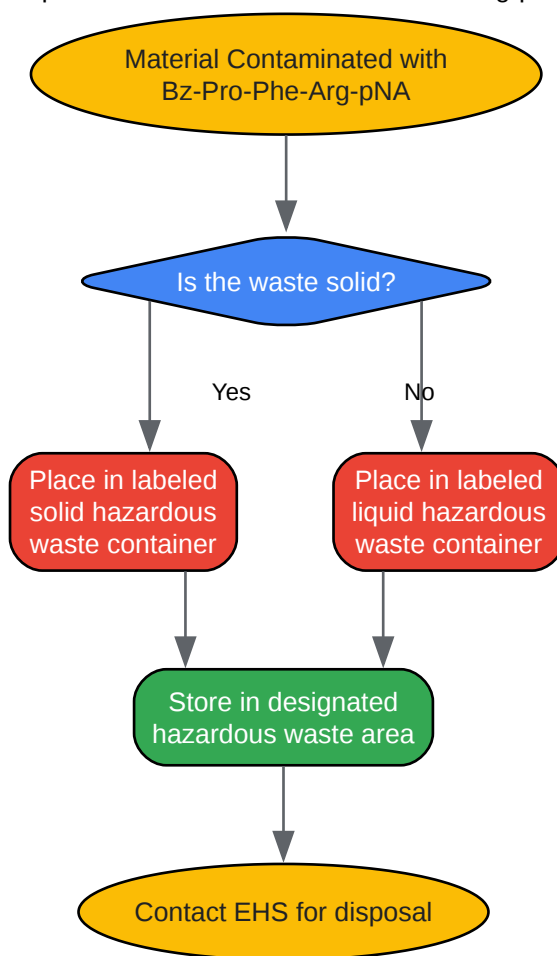 Material Contaminated with
Bz-Pro-Phe-Arg-pNA
Is the waste solid?
Yes
No
Place in labeled
solid hazardous
waste container
Place in labeled
liquid hazardous
waste container
Store in designated
hazardous waste area
Contact EHS for disposal